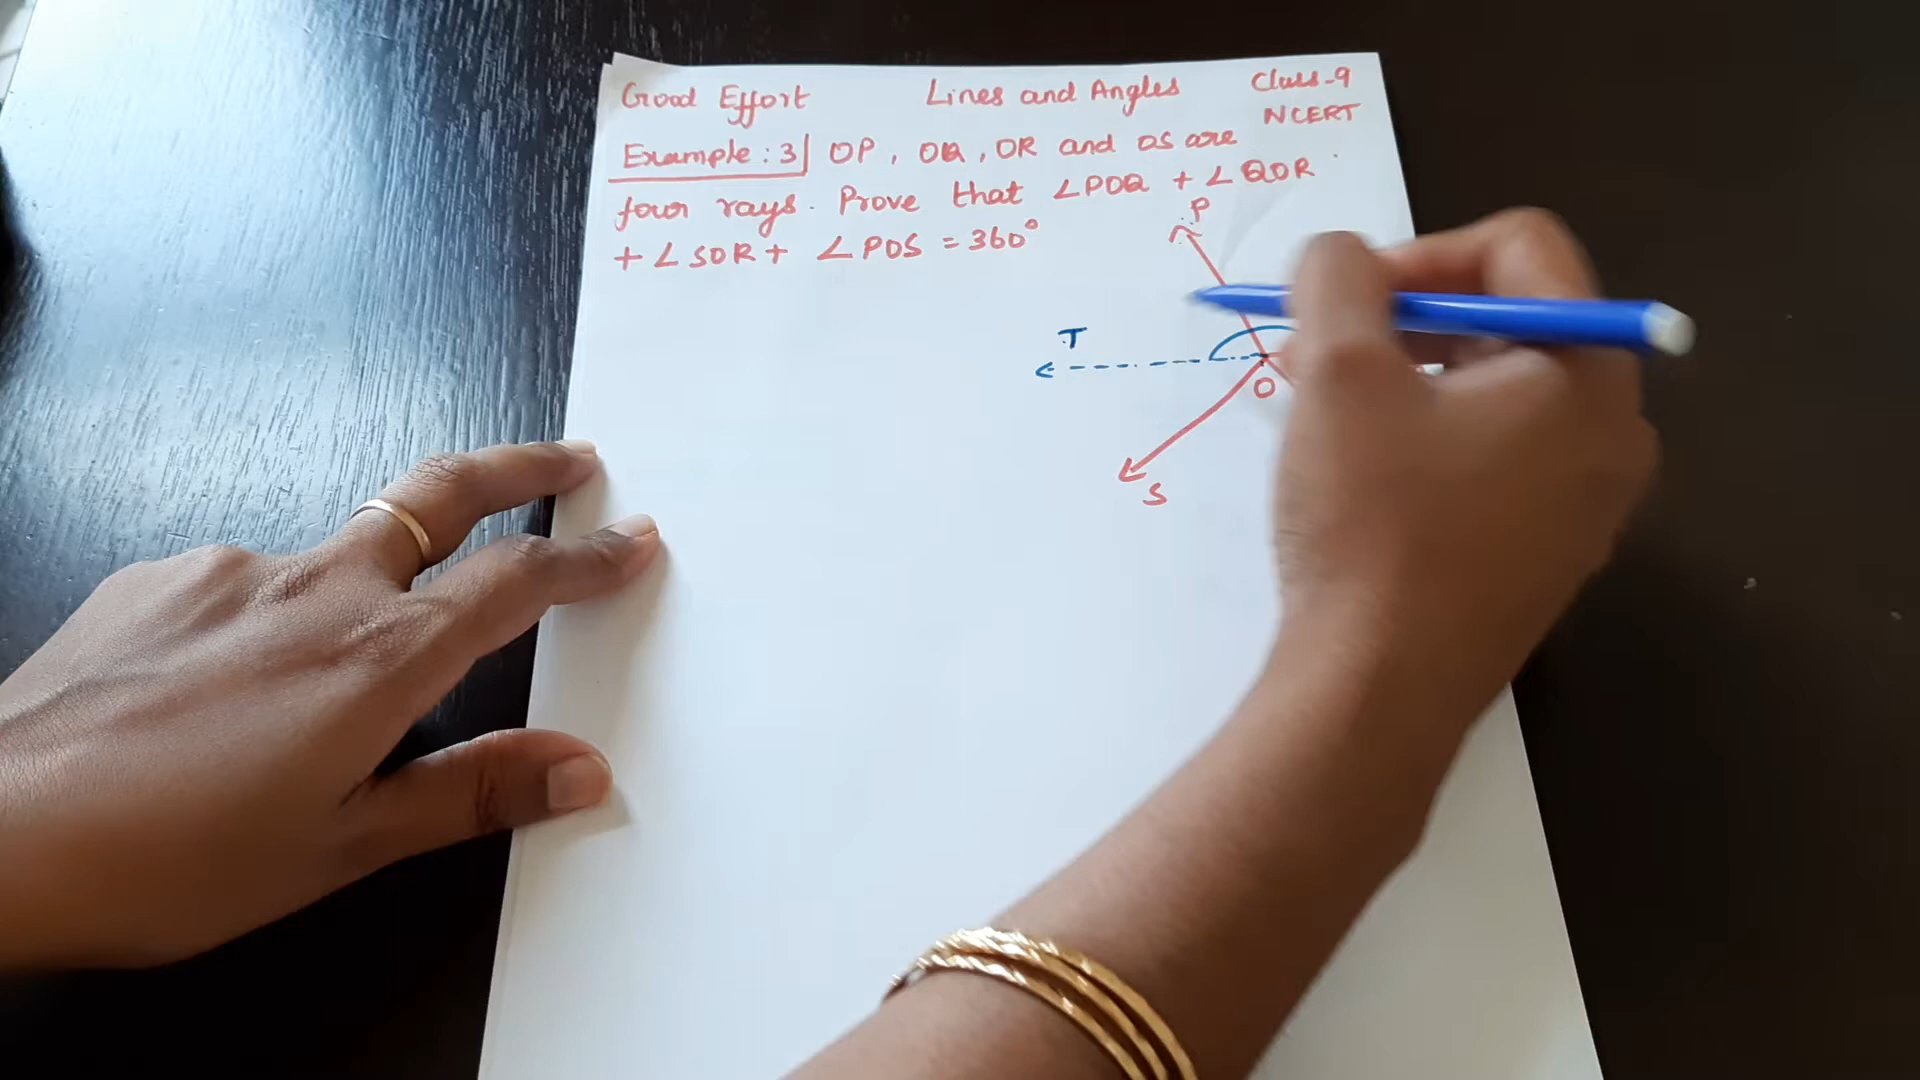 Good Effort Lines and Angles Class-9
NCERT
Example : 3 OP, OQ, OR and OS are
four rays. Prove that ∠POQ + ∠QOR
+ ∠SOR + ∠POS = 360°
P
T
O
S